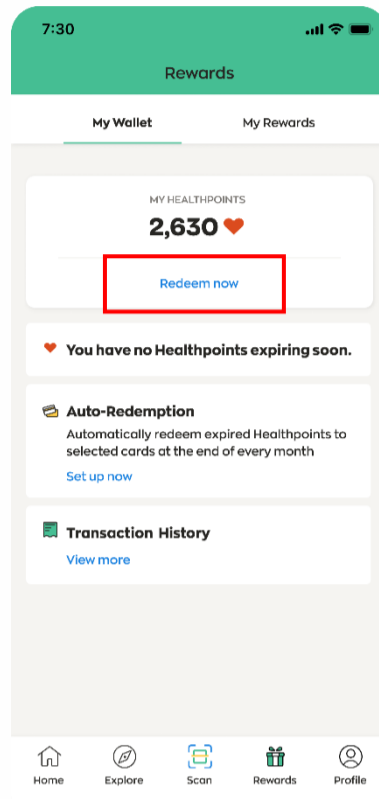 7:30
Rewards
My Wallet My Rewards
MY HEALTHPOINTS
2,630
Redeem now
You have no Healthpoints expiring soon.
Auto-Redemption
Automatically redeem expired Healthpoints to
selected cards at the end of every month
Set up now
Transaction History
View more
Home Explore Scan Rewards Profile